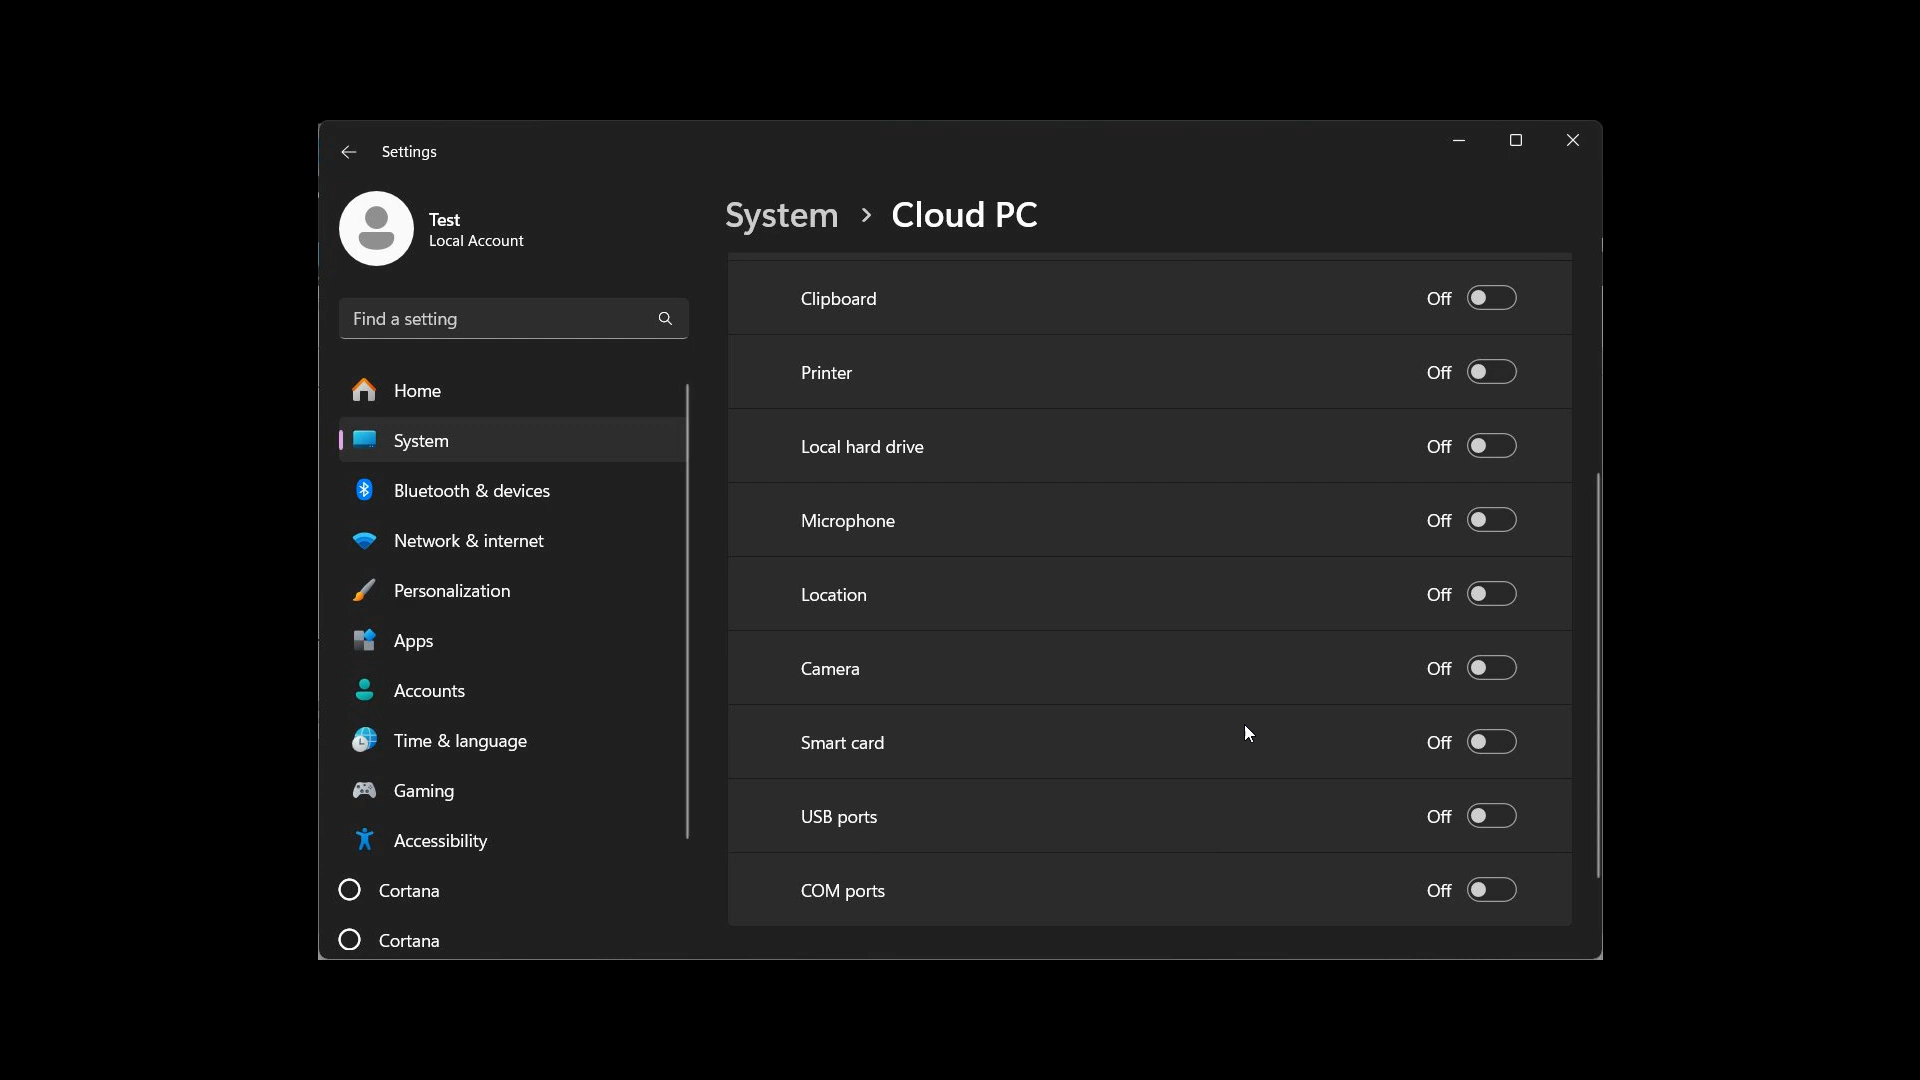 Settings
Test
Local Account
Find a setting
Home
System
Bluetooth & devices
Network & internet
Personalization
Apps
Accounts
Time & language
Gaming
Accessibility
Cortana
Cortana
System > Cloud PC
Clipboard Off
Printer Off
Local hard drive Off
Microphone Off
Location Off
Camera Off
Smart card Off
USB ports Off
COM ports Off